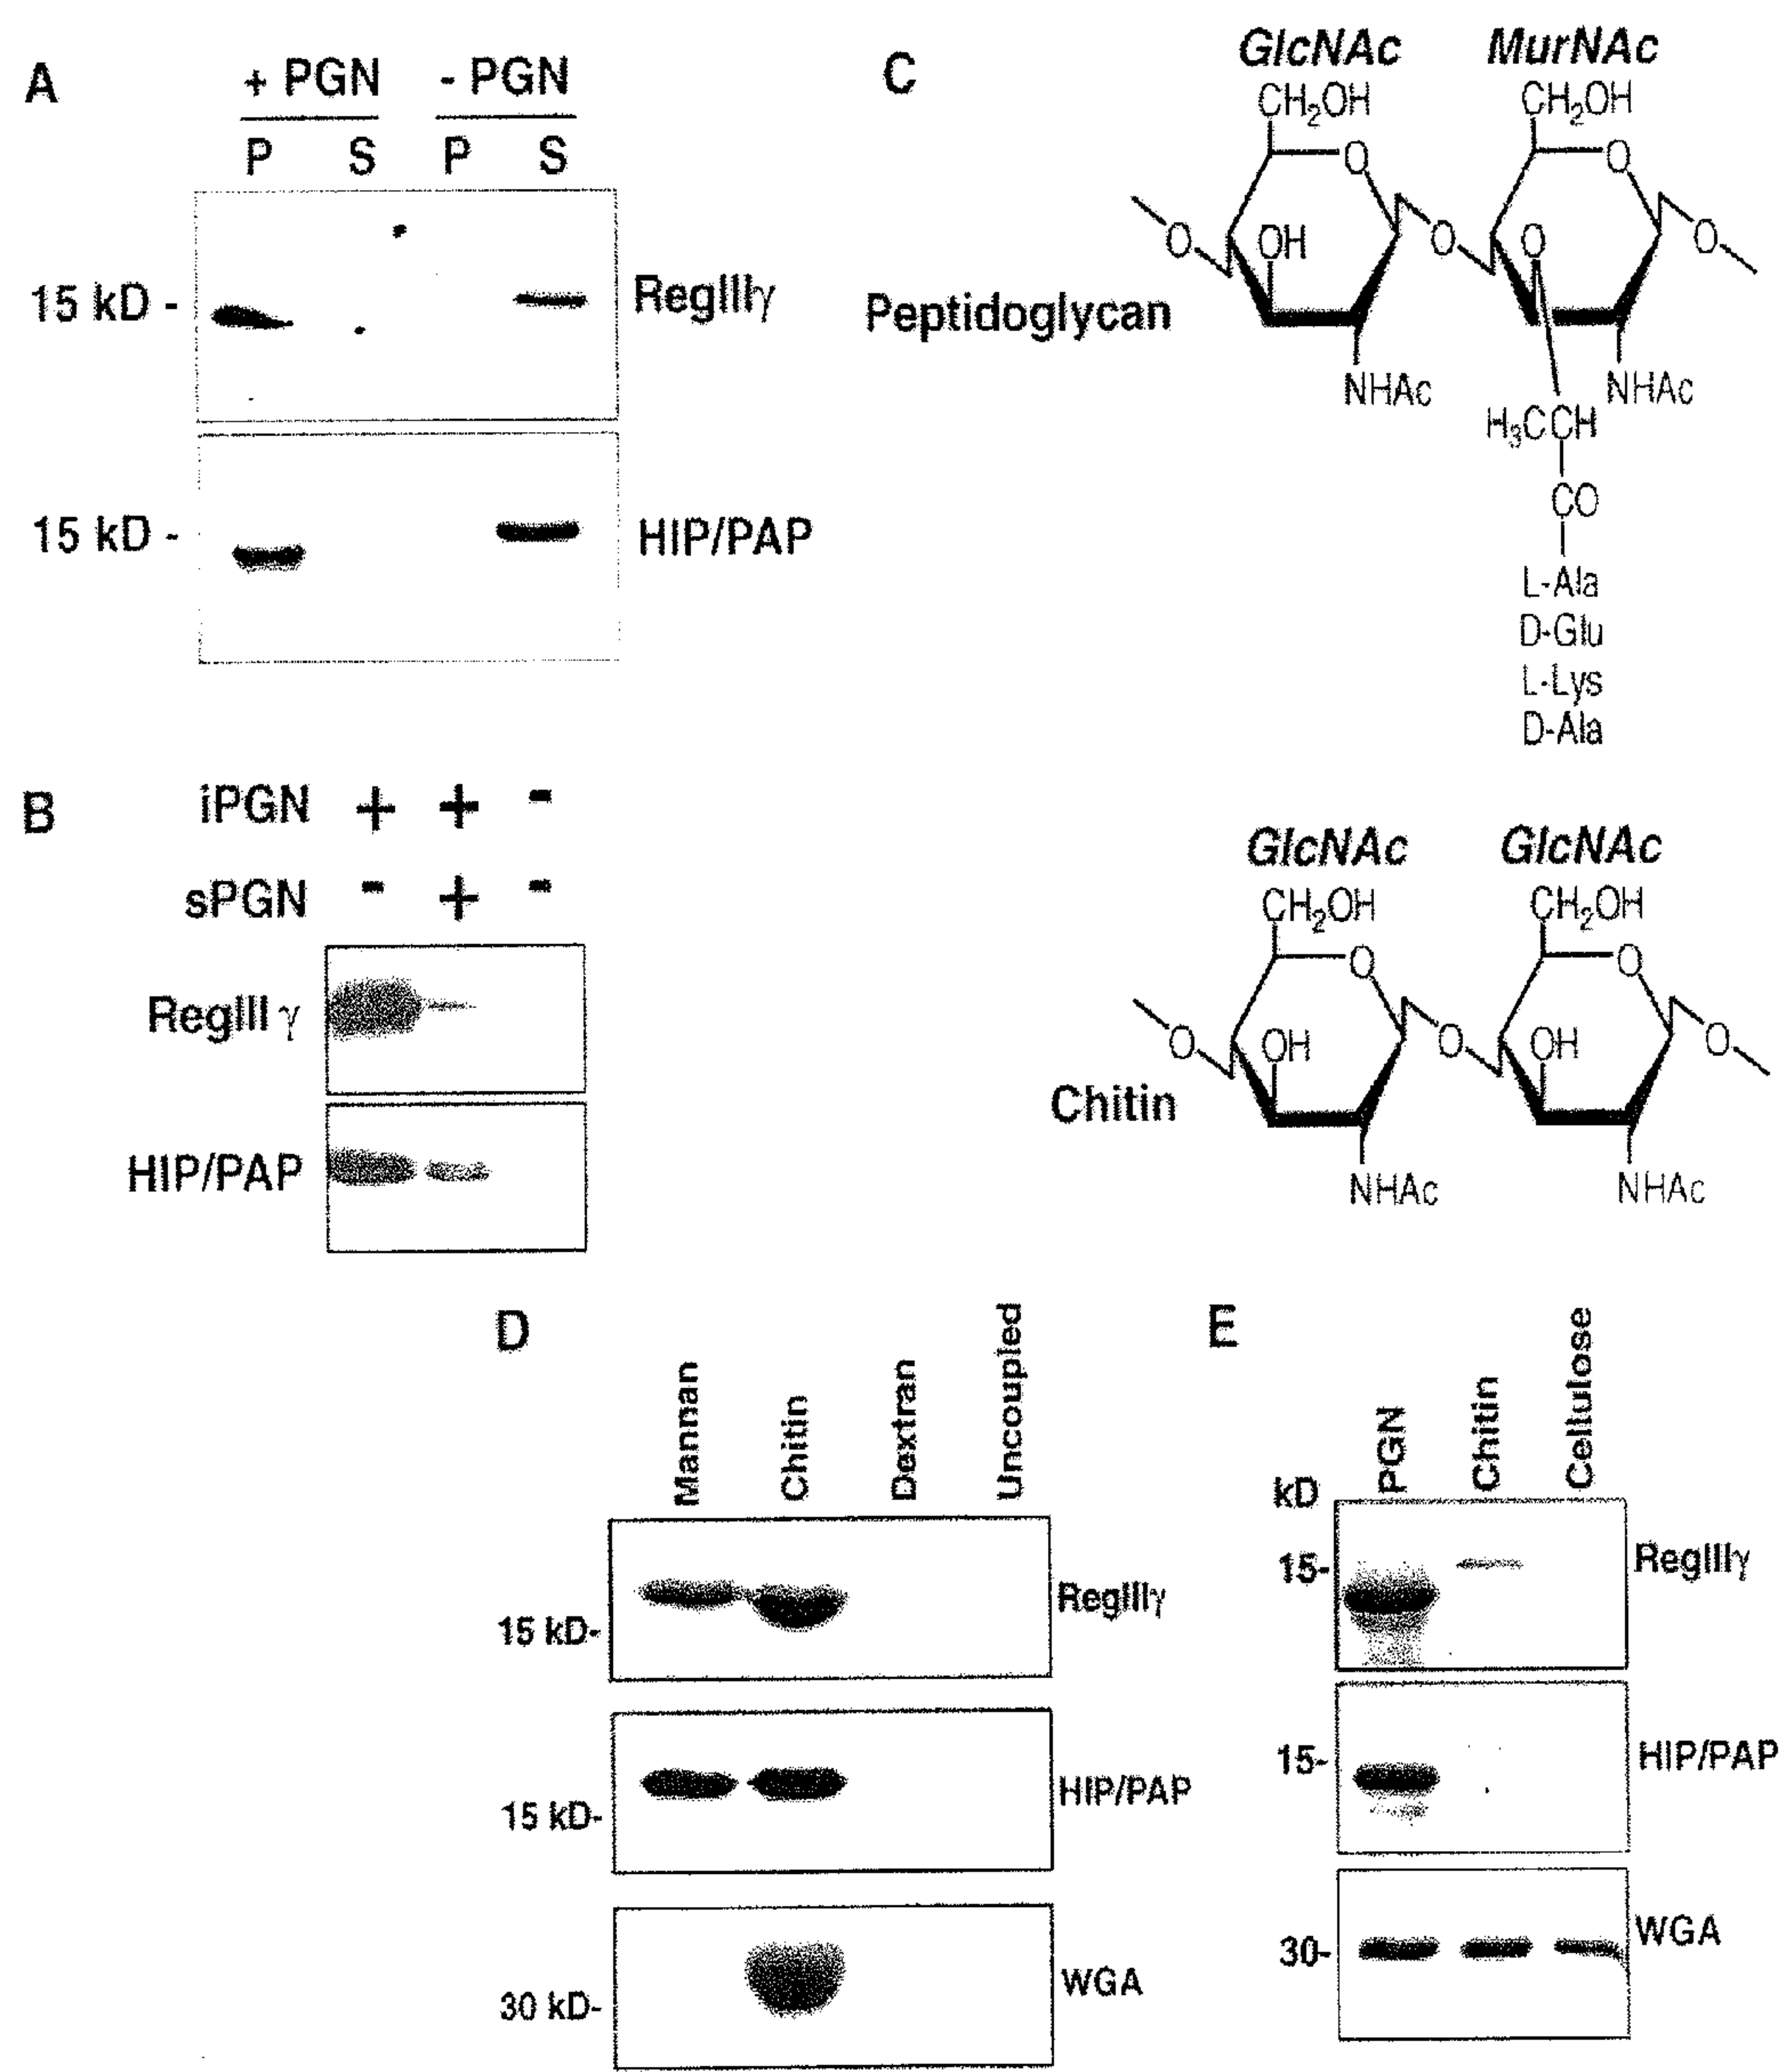 A
+ PGN - PGN
P S P S
15 kD - RegIIIγ
15 kD - HIP/PAP
B
iPGN + + -
sPGN - + -
RegIII γ
HIP/PAP
C
GlcNAc MurNAc
CH2OH CH2OH
O O
O OH O O O
Peptidoglycan
NHAc NHAc
H3CCH
CO
L-Ala
D-Glu
L-Lys
D-Ala
GlcNAc GlcNAc
CH2OH CH2OH
O O
O OH O OH O
Chitin
NHAc NHAc
D
Mannan Chitin Dextran Uncoupled
15 kD- RegIIIγ
15 kD- HIP/PAP
30 kD- WGA
E
PGN Chitin Cellulose
kD
15- RegIIIγ
15- HIP/PAP
30- WGA